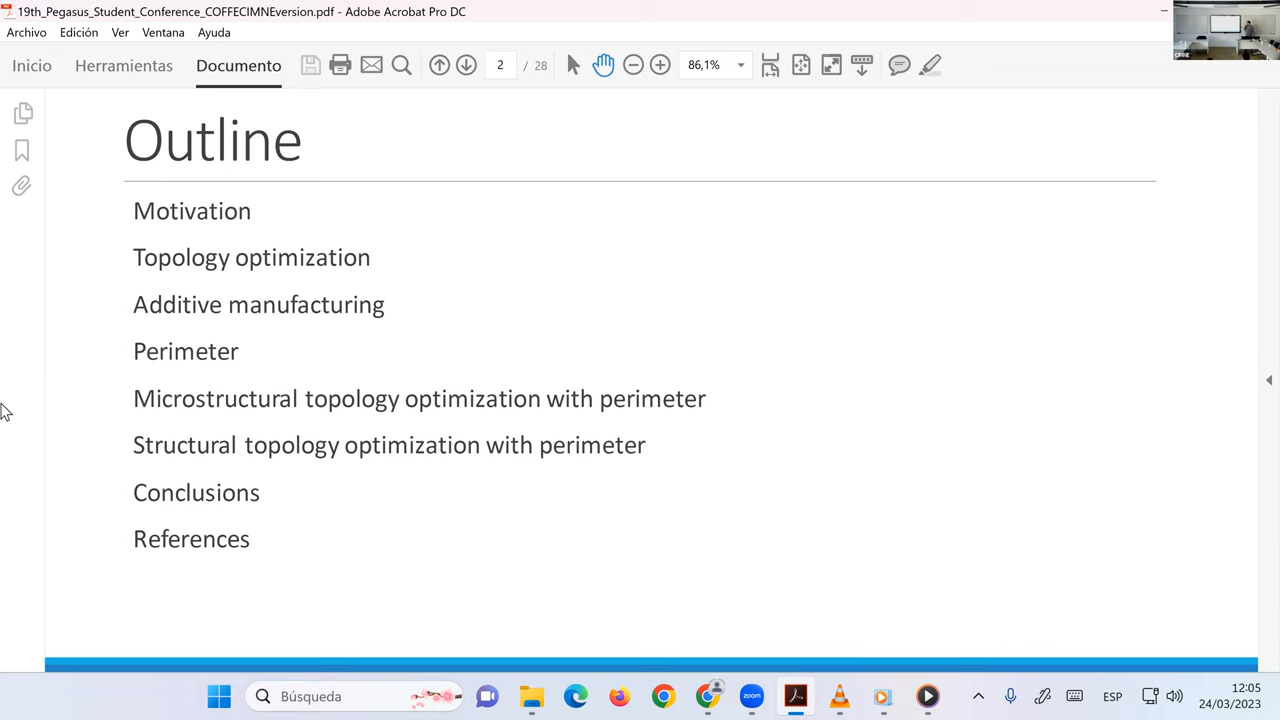 19th_Pegasus_Student_Conference_COFFECIMNEversion.pdf - Adobe Acrobat Pro DC
Archivo Edición Ver Ventana Ayuda
Inicio Herramientas Documento 2 / 28 86,1%
Outline
Motivation
Topology optimization
Additive manufacturing
Perimeter
Microstructural topology optimization with perimeter
Structural topology optimization with perimeter
Conclusions
References
Búsqueda zoom ESP 12:05
24/03/2023